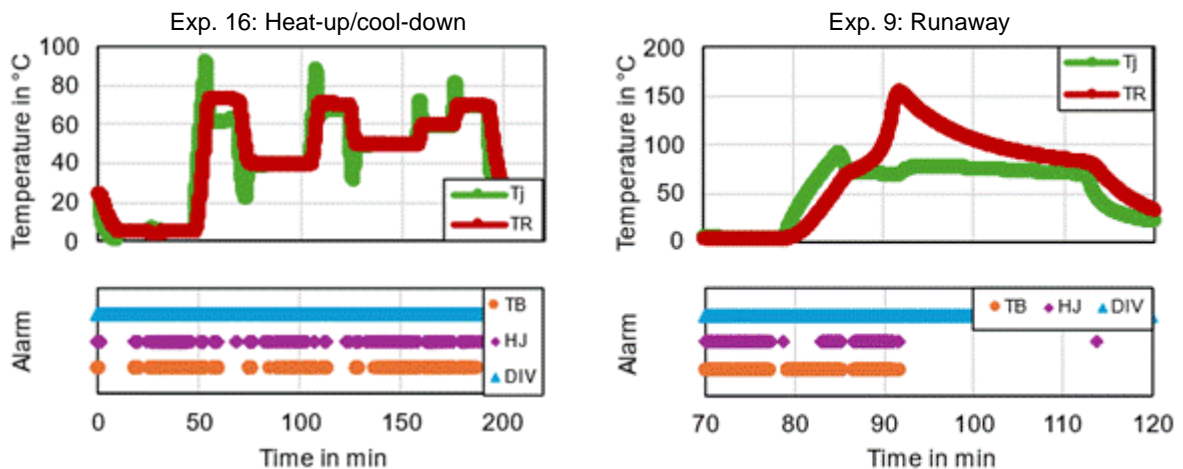 Exp. 16: Heat-up/cool-down
Temperature in °C
100
80
60
40
20
0
Tj
TR
Alarm
TB
HJ
DIV
0 50 100 150 200
Time in min
Exp. 9: Runaway
Temperature in °C
200
150
100
50
0
Tj
TR
Alarm
TB HJ DIV
70 80 90 100 110 120
Time in min